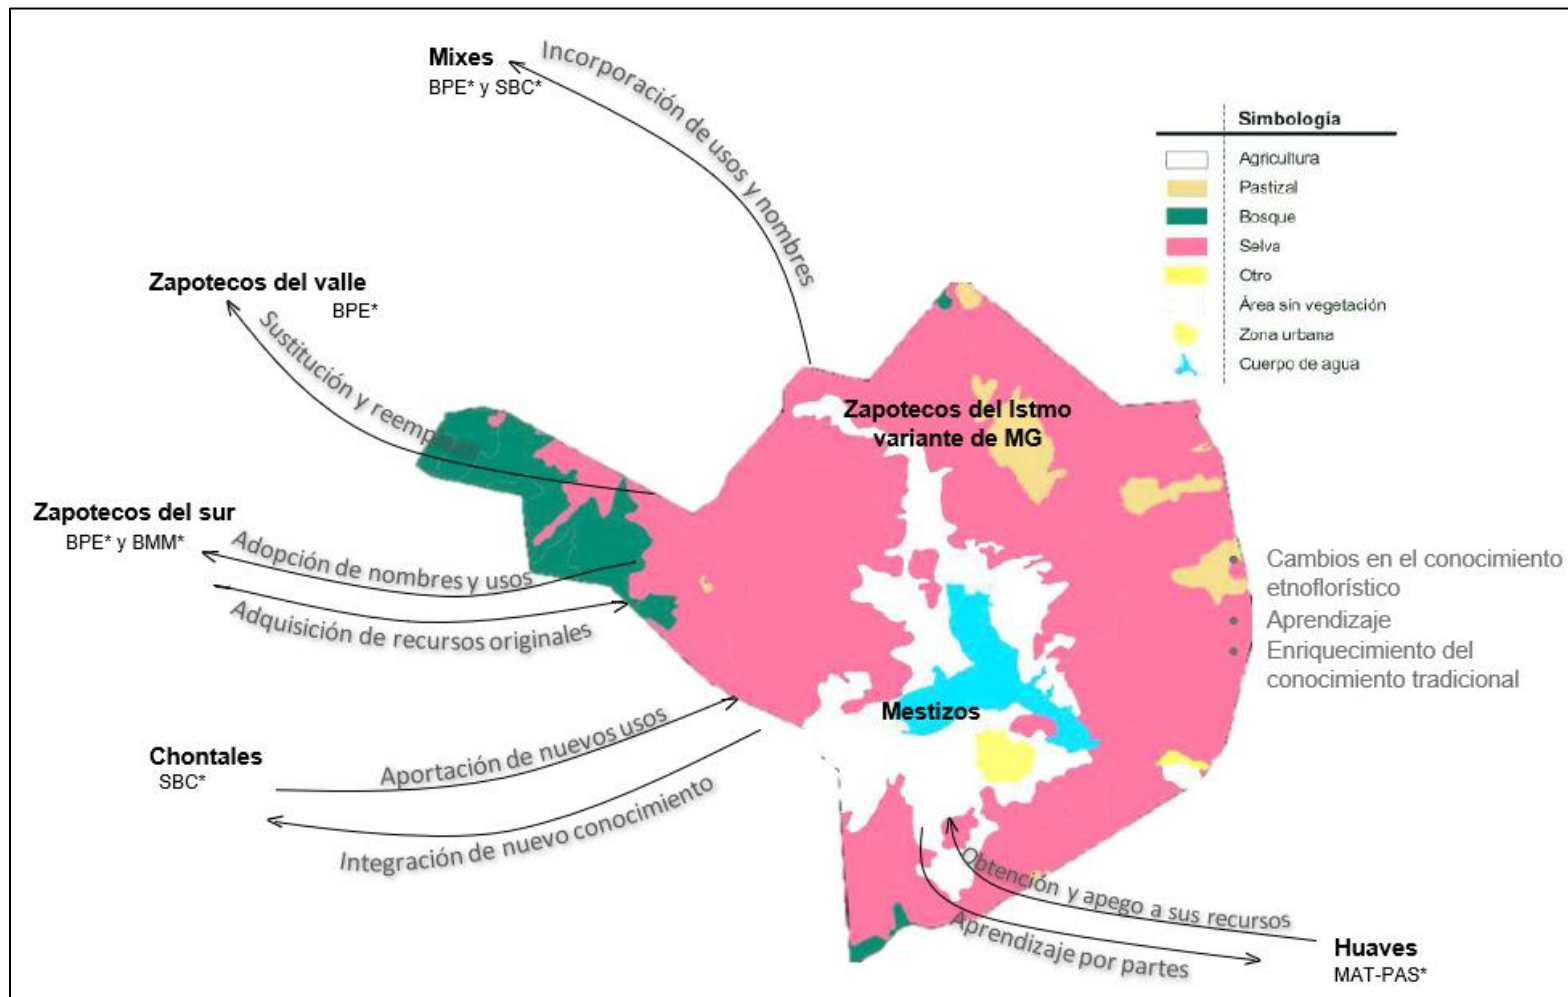 Mixes
BPE* y SBC*
Incorporación de usos y nombres
Simbología
Agricultura
Pastizal
Bosque
Selva
Otro
Área sin vegetación
Zona urbana
Cuerpo de agua
Zapotecos del valle
BPE*
Sustitución y reemplazo
Zapotecos del Istmo
variante de MG
Zapotecos del sur
BPE* y BMM*
Adopción de nombres y usos
Adquisición de recursos originales
• Cambios en el conocimiento
etnoflorístico
• Aprendizaje
• Enriquecimiento del
conocimiento tradicional
Mestizos
Chontales
SBC*
Aportación de nuevos usos
Integración de nuevo conocimiento
Obtención y apego a sus recursos
Aprendizaje por partes
Huaves
MAT-PAS*